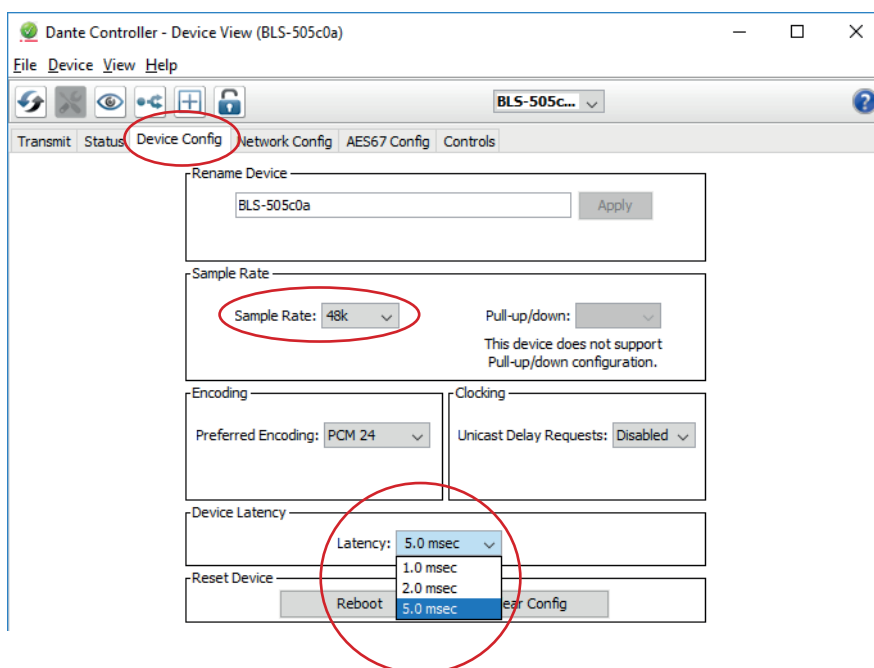 Dante Controller - Device View (BLS-505c0a)
File Device View Help
BLS-505c...
Transmit Status Device Config Network Config AES67 Config Controls
Rename Device
BLS-505c0a Apply
Sample Rate
Sample Rate: 48k Pull-up/down:
This device does not support
Pull-up/down configuration.
Encoding Clocking
Preferred Encoding: PCM 24 Unicast Delay Requests: Disabled
Device Latency
Latency: 5.0 msec
1.0 msec
Reset Device
2.0 msec
Reboot 5.0 msec ear Config